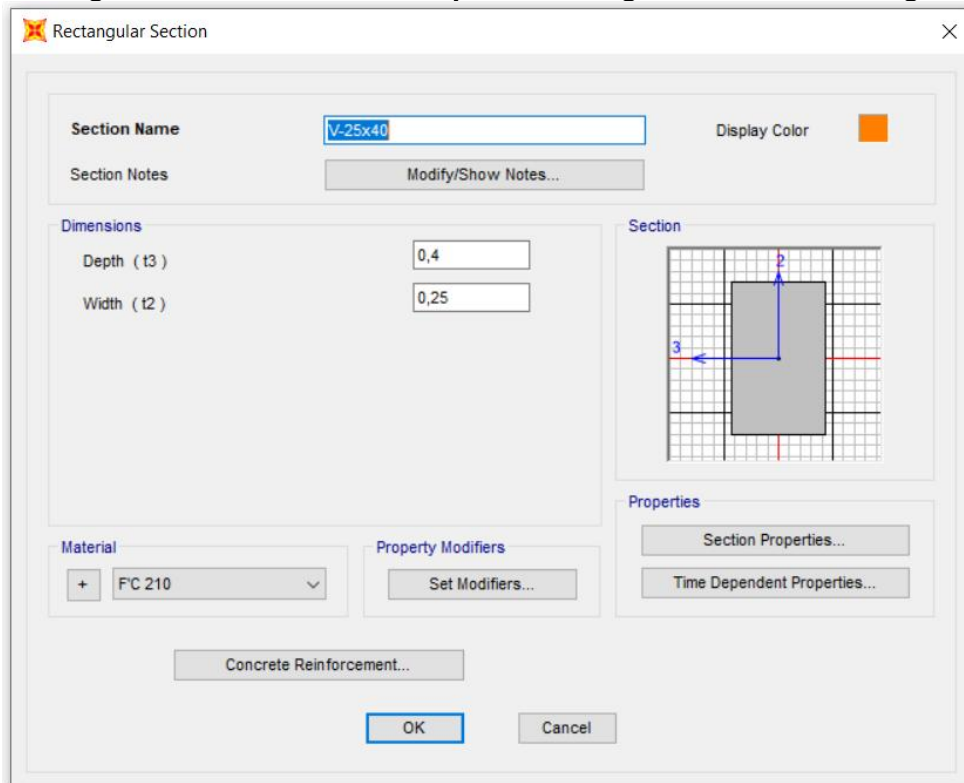 Rectangular Section
Section Name
V-25x40
Display Color
Section Notes
Modify/Show Notes...
Dimensions
Depth ( t3 )
0,4
Width ( t2 )
0,25
Section
2
3
Properties
Section Properties...
Time Dependent Properties...
Material
+
F'C 210
Property Modifiers
Set Modifiers...
Concrete Reinforcement...
OK
Cancel